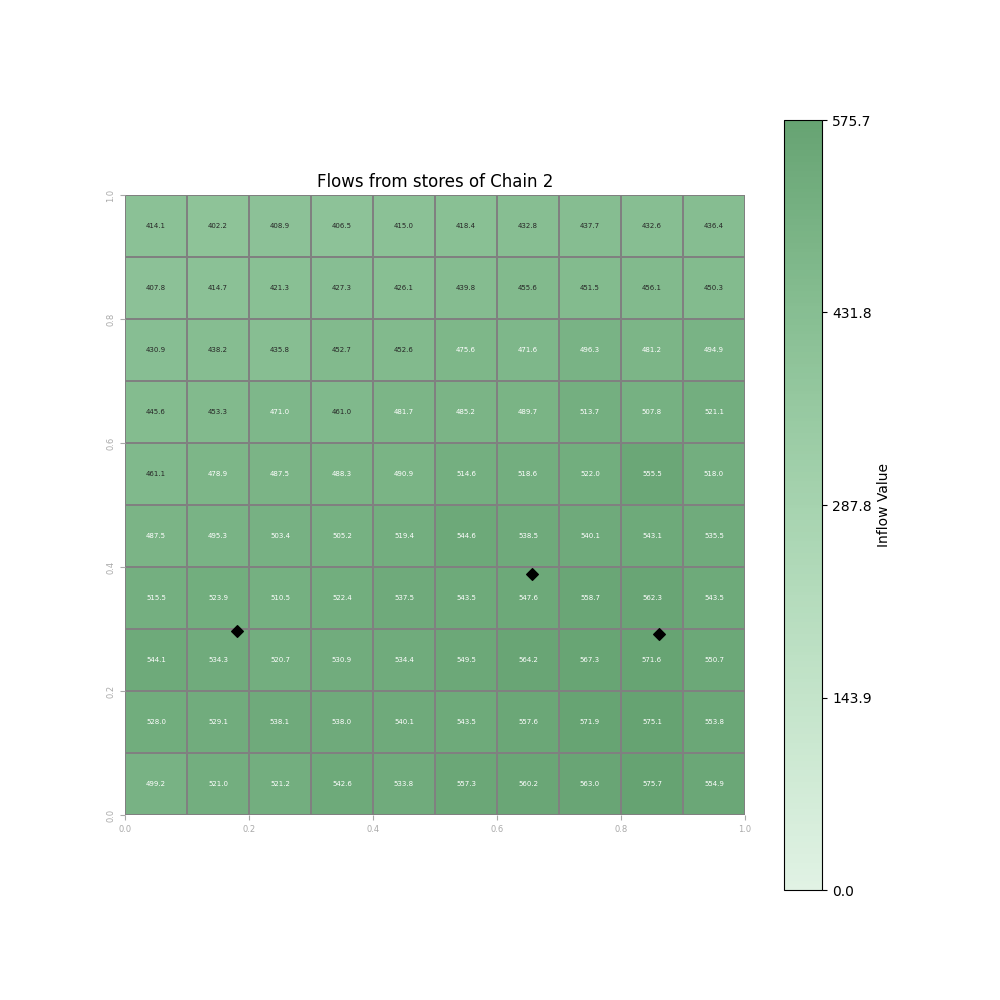 Flows from stores of Chain 2
1.0
414.1 402.2 408.9 406.5 415.0 418.4 432.8 437.7 432.6 436.4
407.8 414.7 421.3 427.3 426.1 439.8 455.6 451.5 456.1 450.3
0.8
430.9 438.2 435.8 452.7 452.6 475.6 471.6 496.3 481.2 494.9
445.6 453.3 471.0 461.0 481.7 485.2 489.7 513.7 507.8 521.1
0.6
461.1 478.9 487.5 488.3 490.9 514.6 518.6 522.0 555.5 518.0
487.5 495.3 503.4 505.2 519.4 544.6 538.5 540.1 543.1 535.5
0.4
515.5 523.9 510.5 522.4 537.5 543.5 547.6 558.7 562.3 543.5
544.1 534.3 520.7 530.9 534.4 549.5 564.2 567.3 571.6 550.7
0.2
528.0 529.1 538.1 538.0 540.1 543.5 557.6 571.9 575.1 553.8
499.2 521.0 521.2 542.6 533.8 557.3 560.2 563.0 575.7 554.9
0.0
0.0 0.2 0.4 0.6 0.8 1.0
575.7
431.8
287.8
143.9
0.0
Inflow Value